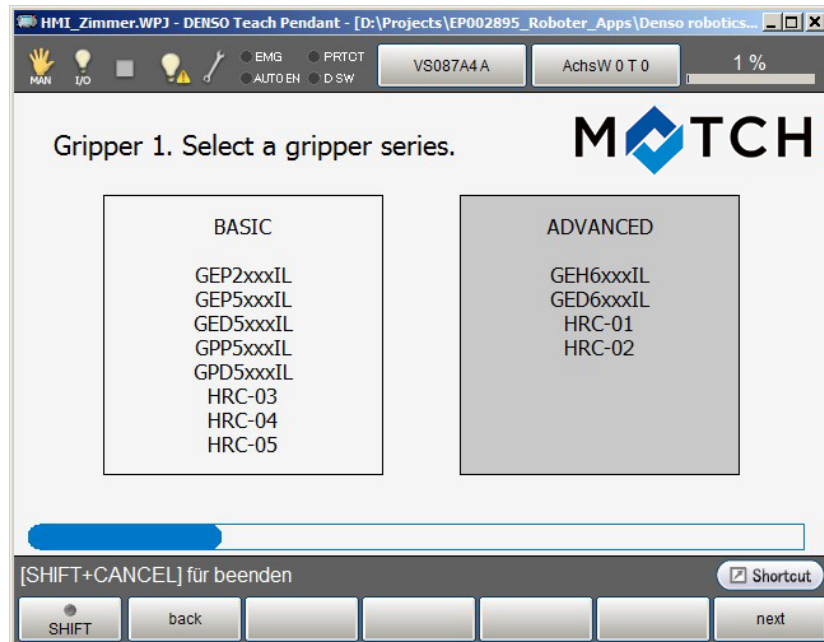 HMI_Zimmer.WPJ - DENSO Teach Pendant - [D:\Projects\EP002895_Roboter_Apps\Denso robotics...
MAN
I/O
EMG
PRTCT
AUTO EN
D SW
VS087A4 A
AchsW 0 T 0
1 %
Gripper 1. Select a gripper series.
MATCH
BASIC
GEP2xxxIL
GEP5xxxIL
GED5xxxIL
GPP5xxxIL
GPD5xxxIL
HRC-03
HRC-04
HRC-05
ADVANCED
GEH6xxxIL
GED6xxxIL
HRC-01
HRC-02
[SHIFT+CANCEL] für beenden
Shortcut
SHIFT
back
next